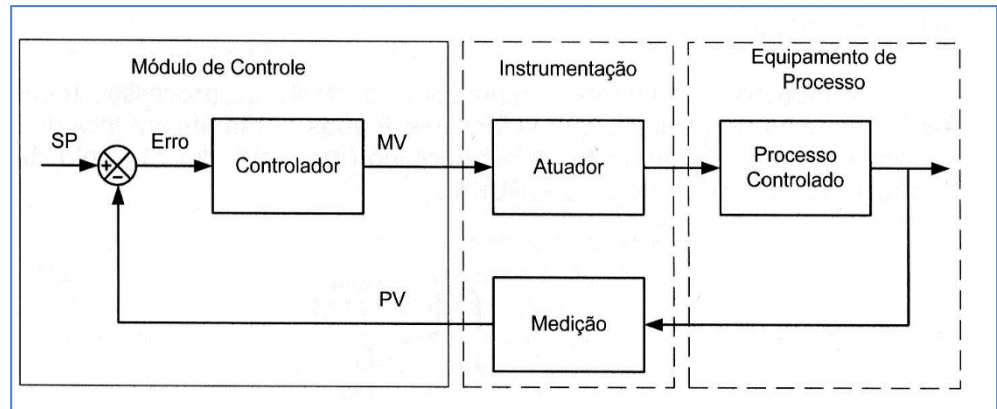 Módulo de Controle
Instrumentação
Equipamento de
Processo
SP
Erro
MV
+
−
Controlador
Atuador
Processo
Controlado
PV
Medição